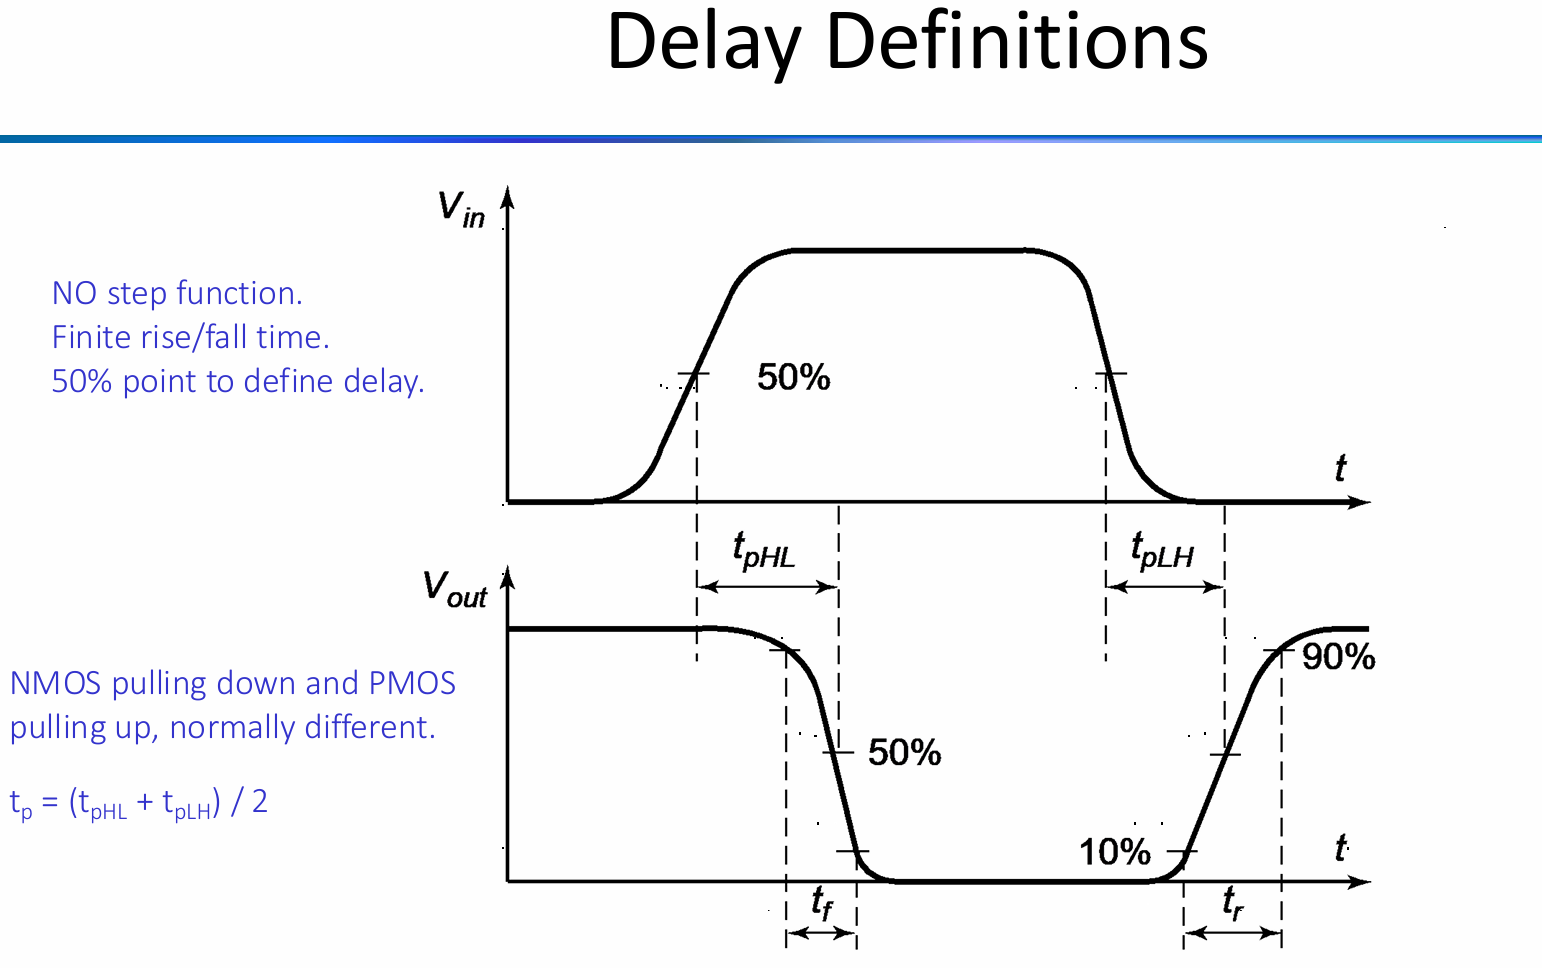 Delay Definitions
V_in
NO step function.
Finite rise/fall time.
50% point to define delay.
50%
t
t_pHL
t_pLH
V_out
90%
NMOS pulling down and PMOS
pulling up, normally different.
50%
t_p = (t_pHL + t_pLH) / 2
10%
t
t_f
t_r